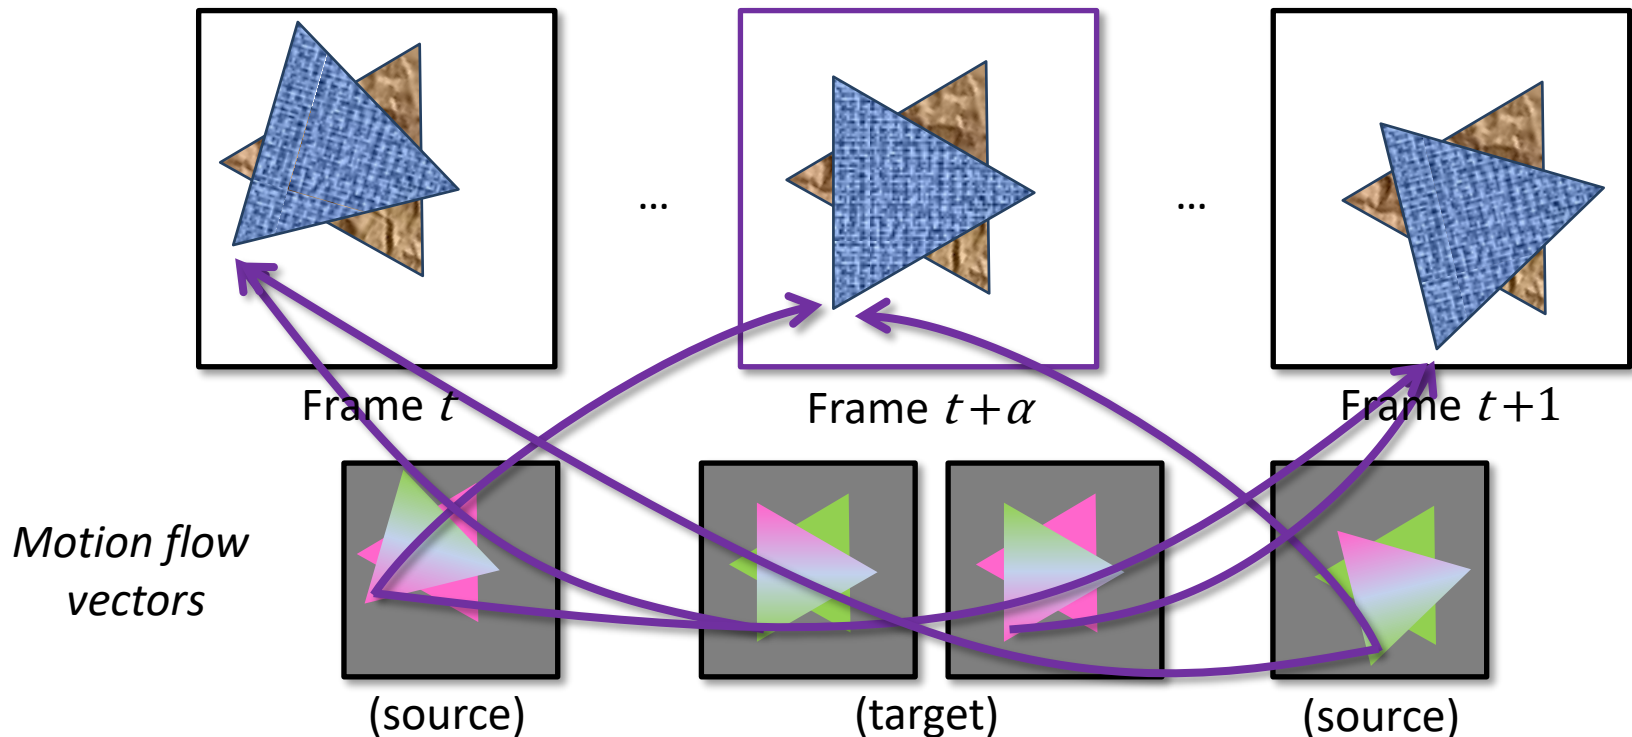 ...
...
Frame t
Frame t+α
Frame t+1
Motion flow
vectors
(source)
(target)
(source)